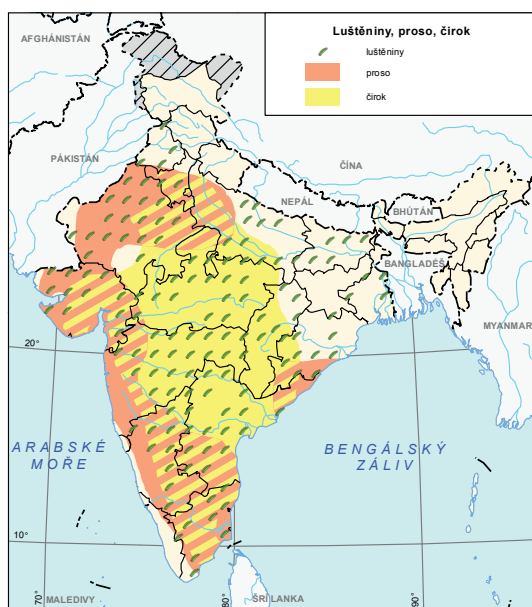 AFGHÁNISTÁN
Luštěniny, proso, čirok
luštěniny
proso
čirok
PÁKISTÁN
ČÍNA
NEPÁL
BHÚTÁN
BANGLADÉŠ
MYANMAR
20°
ARABSKÉ
MOŘE
BENGÁLSKÝ
ZÁLIV
10°
70°
80°
90°
MALEDIVY
ŠRÍ LANKA